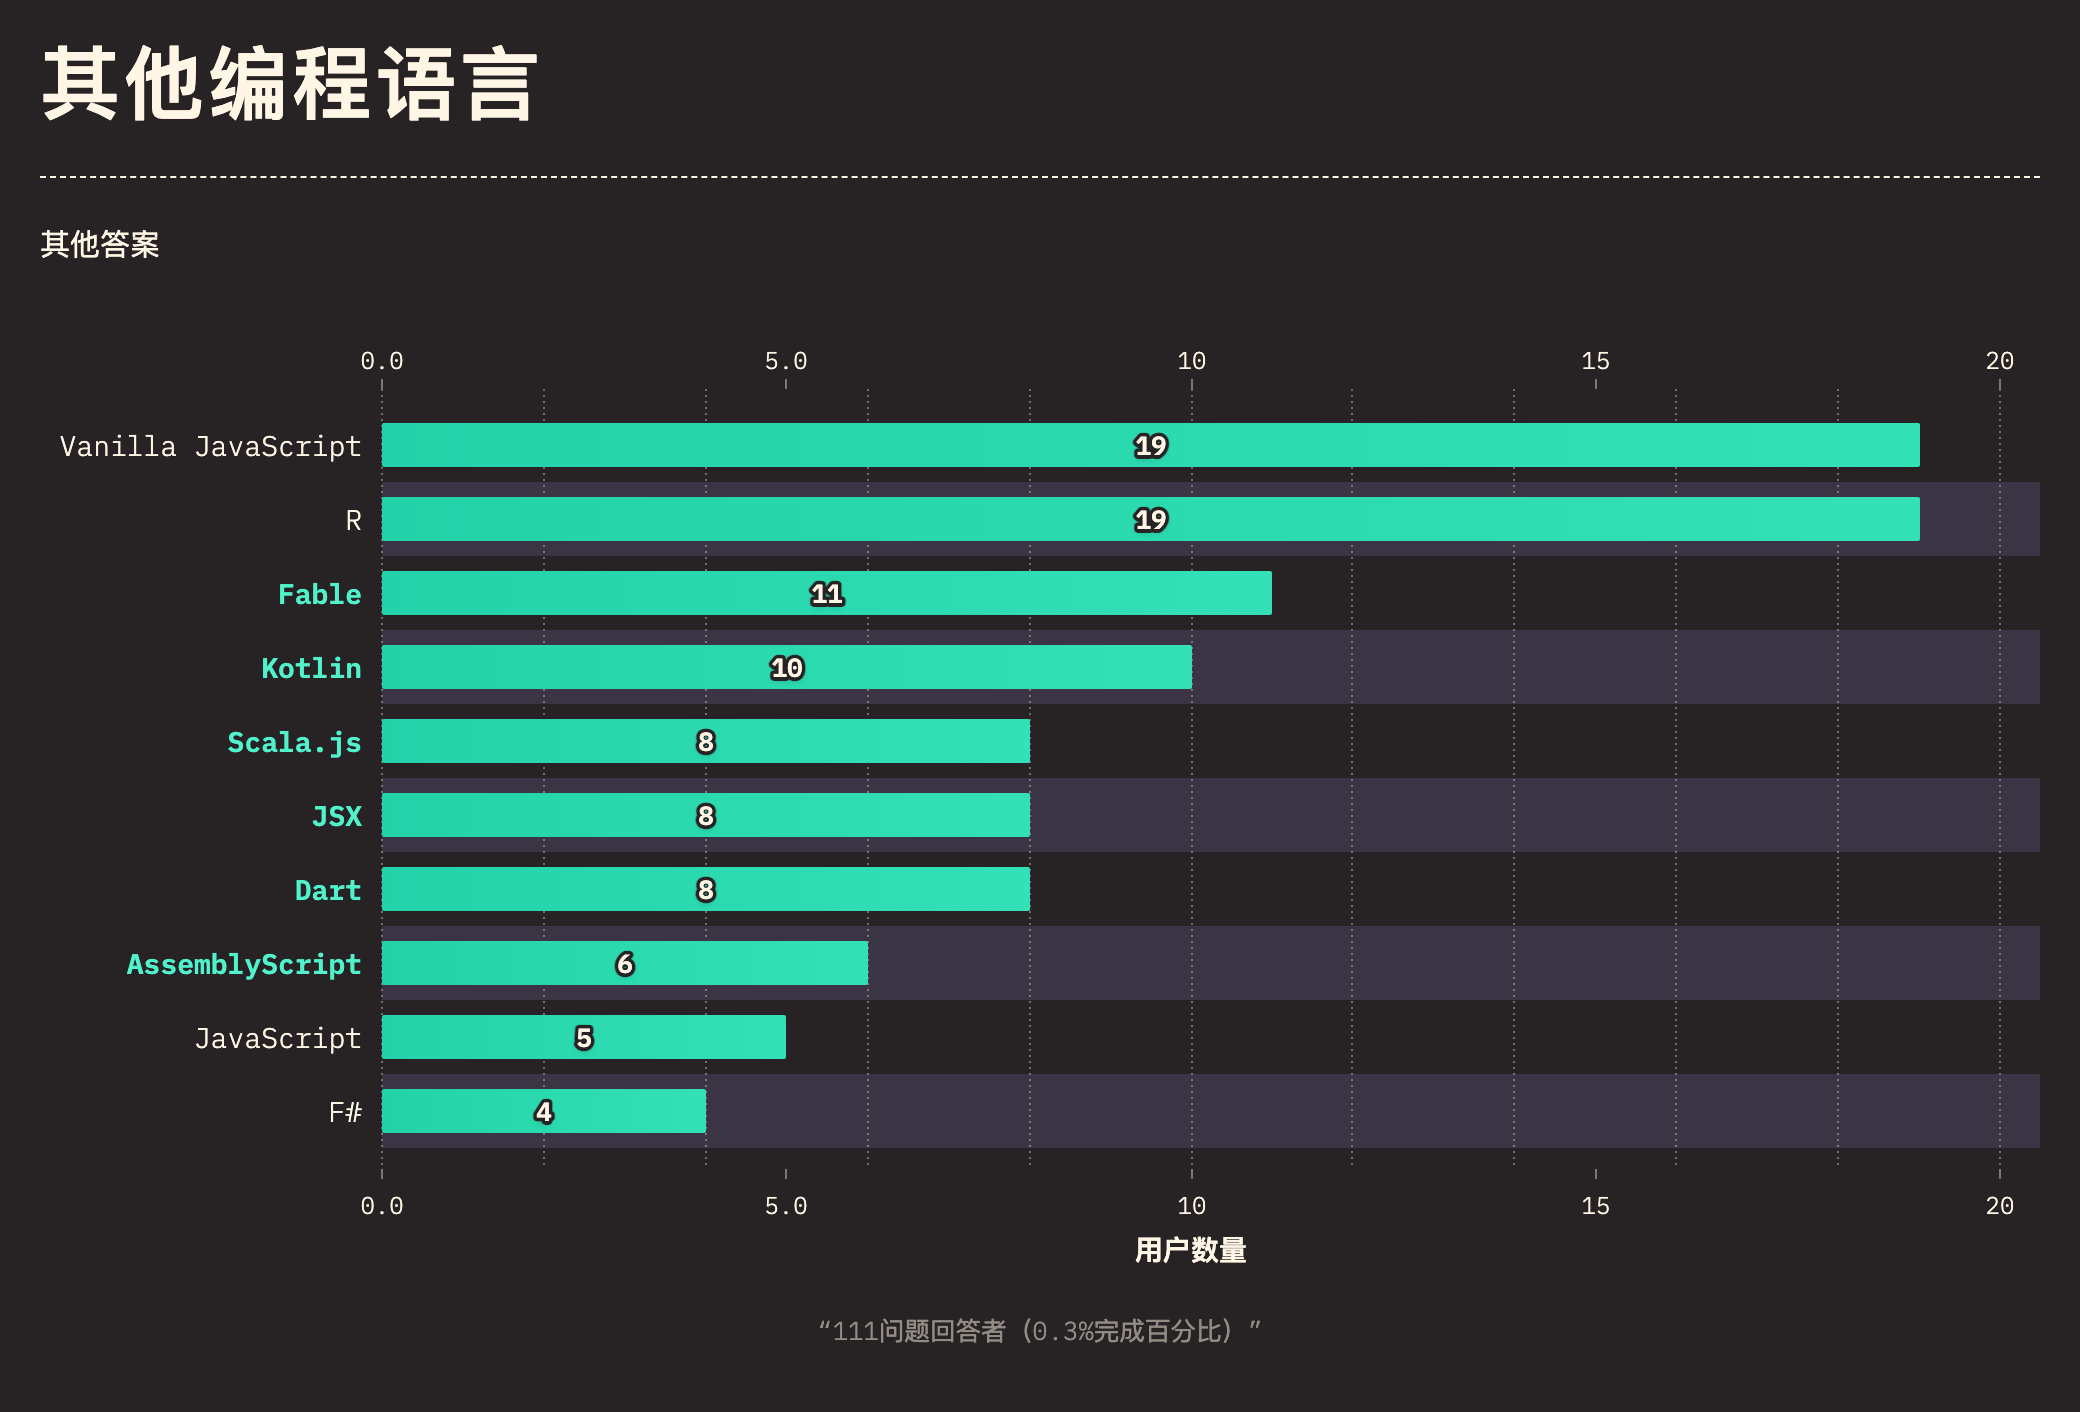 其他编程语言
其他答案
0.0 5.0 10 15 20
Vanilla JavaScript 19
R 19
Fable 11
Kotlin 10
Scala.js 8
JSX 8
Dart 8
AssemblyScript 6
JavaScript 5
F# 4
0.0 5.0 10 15 20
用户数量
“111问题回答者（0.3%完成百分比）”